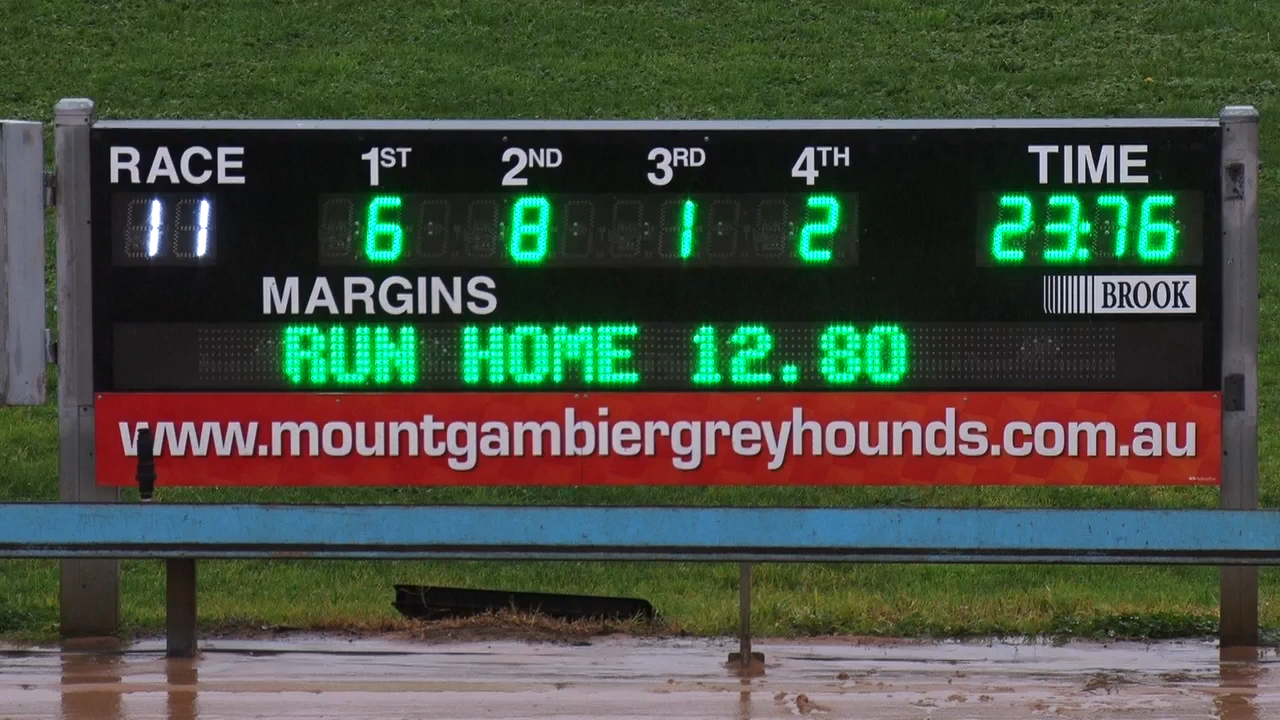 RACE 1ST 2ND 3RD 4TH TIME
11 6 8 1 2 23:76
MARGINS BROOK
RUN HOME 12.80
www.mountgambiergreyhounds.com.au